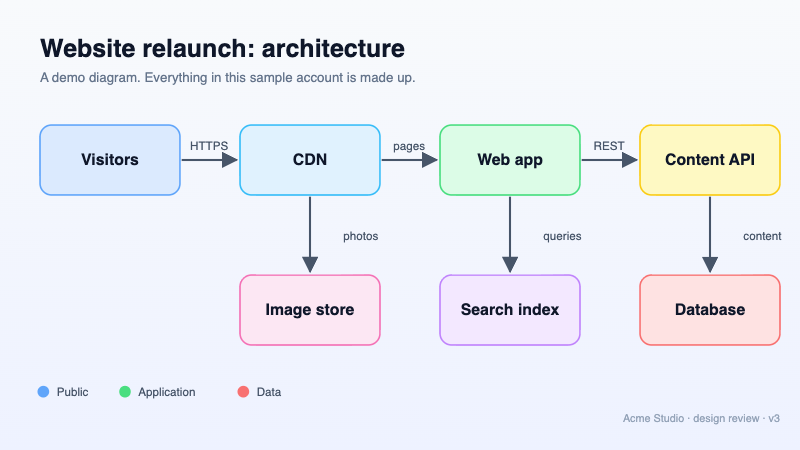 Website relaunch: architecture
A demo diagram. Everything in this sample account is made up.
Visitors
HTTPS
CDN
pages
Web app
REST
Content API
photos
queries
content
Image store
Search index
Database
Public
Application
Data
Acme Studio · design review · v3